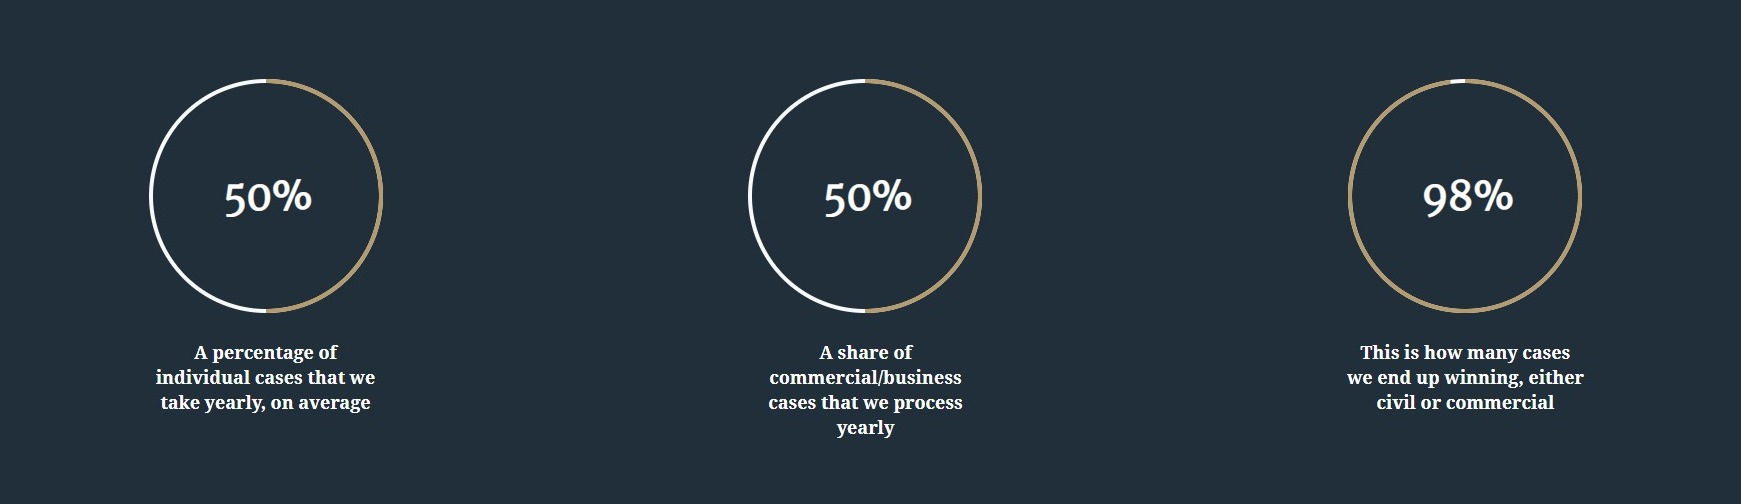 50%
A percentage of
individual cases that we
take yearly, on average
50%
A share of
commercial/business
cases that we process
yearly
98%
This is how many cases
we end up winning, either
civil or commercial